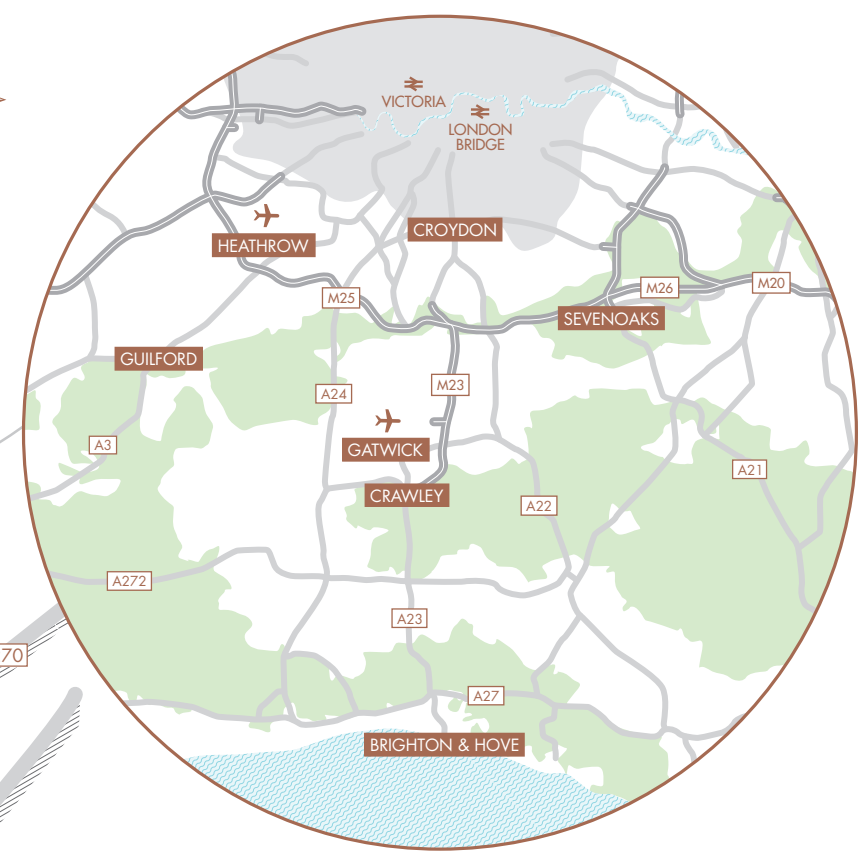 VICTORIA
LONDON
BRIDGE
CROYDON
HEATHROW
M25
M26
M20
SEVENOAKS
GUILFORD
A24
M23
A3
GATWICK
A21
CRAWLEY
A22
A272
A23
70
A27
BRIGHTON & HOVE